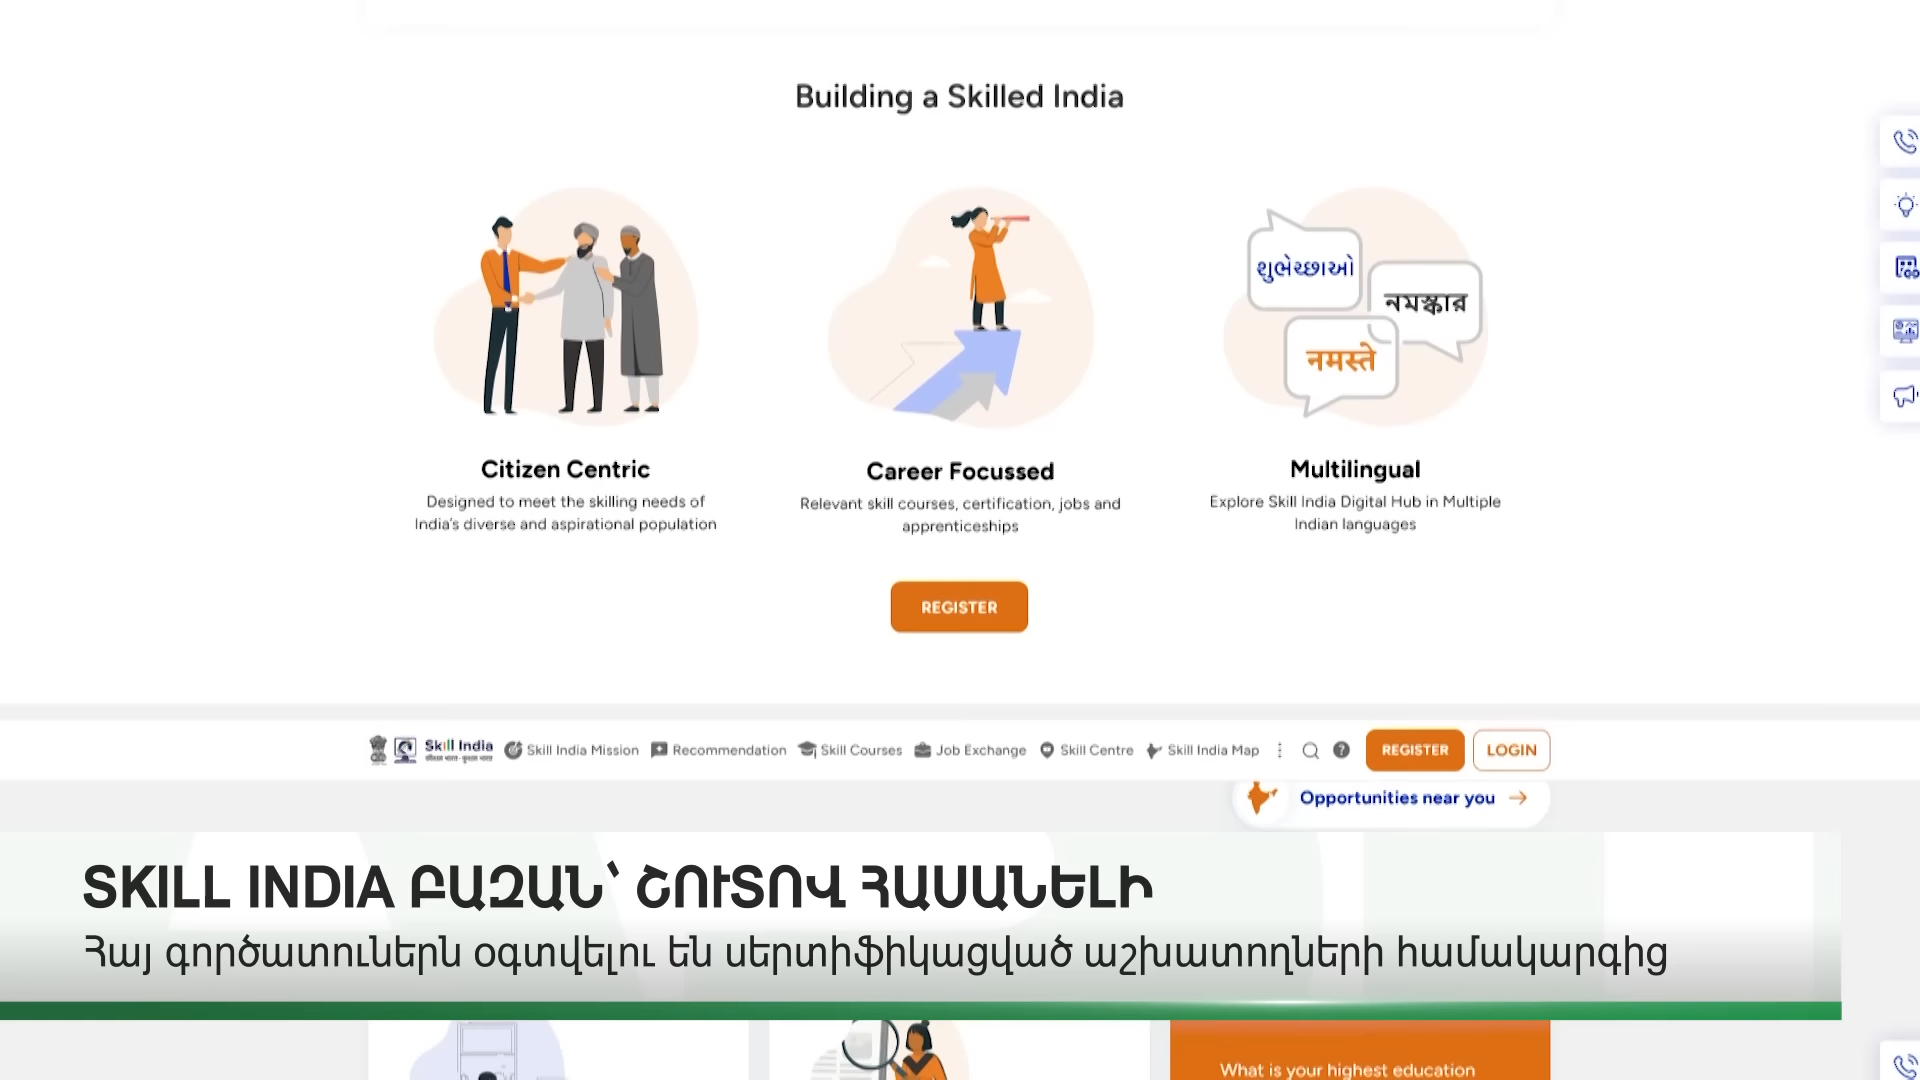 Building a Skilled India
શુભેચ્છાઓ
નમસ્કાર
नमस्ते
Citizen Centric
Designed to meet the skilling needs of
India's diverse and aspirational population
Career Focussed
Relevant skill courses, certification, jobs and
apprenticeships
Multilingual
Explore Skill India Digital Hub in Multiple
Indian languages
REGISTER
Skill India
Skill India Mission
Recommendation
Skill Courses
Job Exchange
Skill Centre
Skill India Map
REGISTER
LOGIN
Opportunities near you
SKILL INDIA ԲԱԶԱՆ՝ ՇՈՒՏՈՎ ՀԱՍԱՆԵԼԻ
Հայ գործատուներն օգտվելու են սերտիֆիկացված աշխատողների համակարգից
What is your highest education